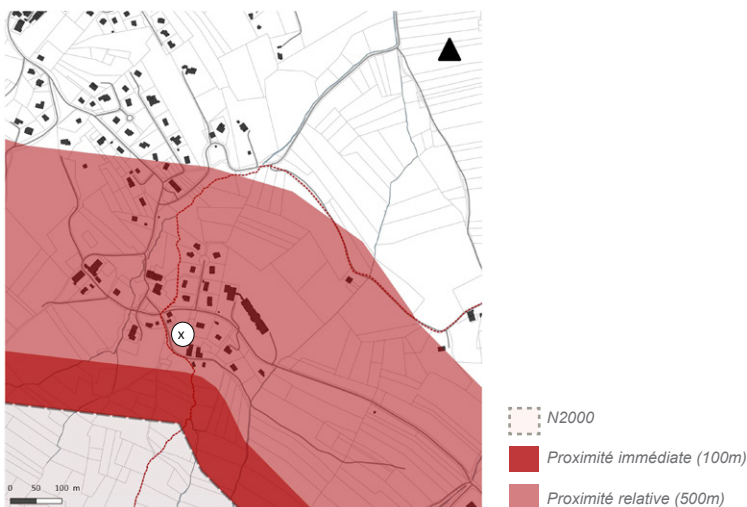 x
0 50 100 m
N2000
Proximité immédiate (100m)
Proximité relative (500m)